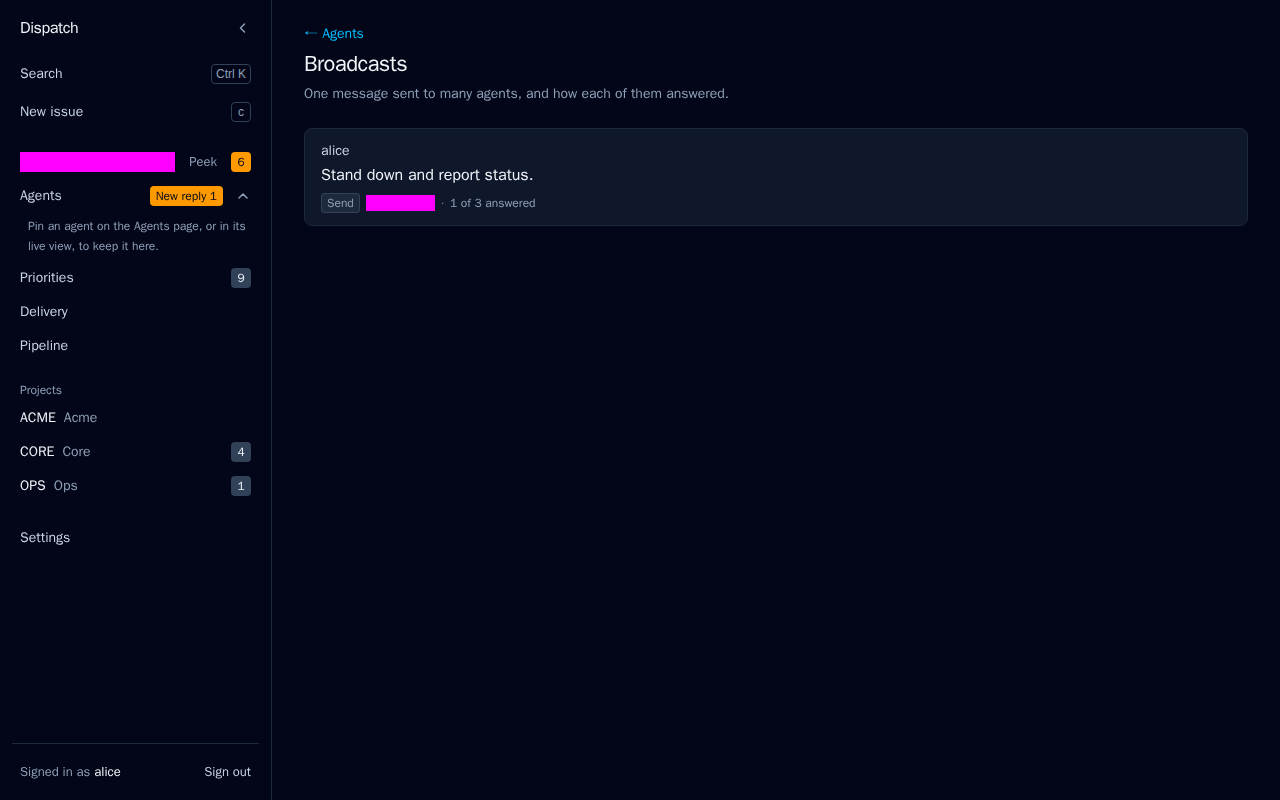 Dispatch
Search Ctrl K
New issue c
Peek 6
Agents New reply 1
Pin an agent on the Agents page, or in its
live view, to keep it here.
Priorities 9
Delivery
Pipeline
Projects
ACME Acme
CORE Core 4
OPS Ops 1
Settings
Signed in as alice Sign out
← Agents
Broadcasts
One message sent to many agents, and how each of them answered.
alice
Stand down and report status.
Send · 1 of 3 answered